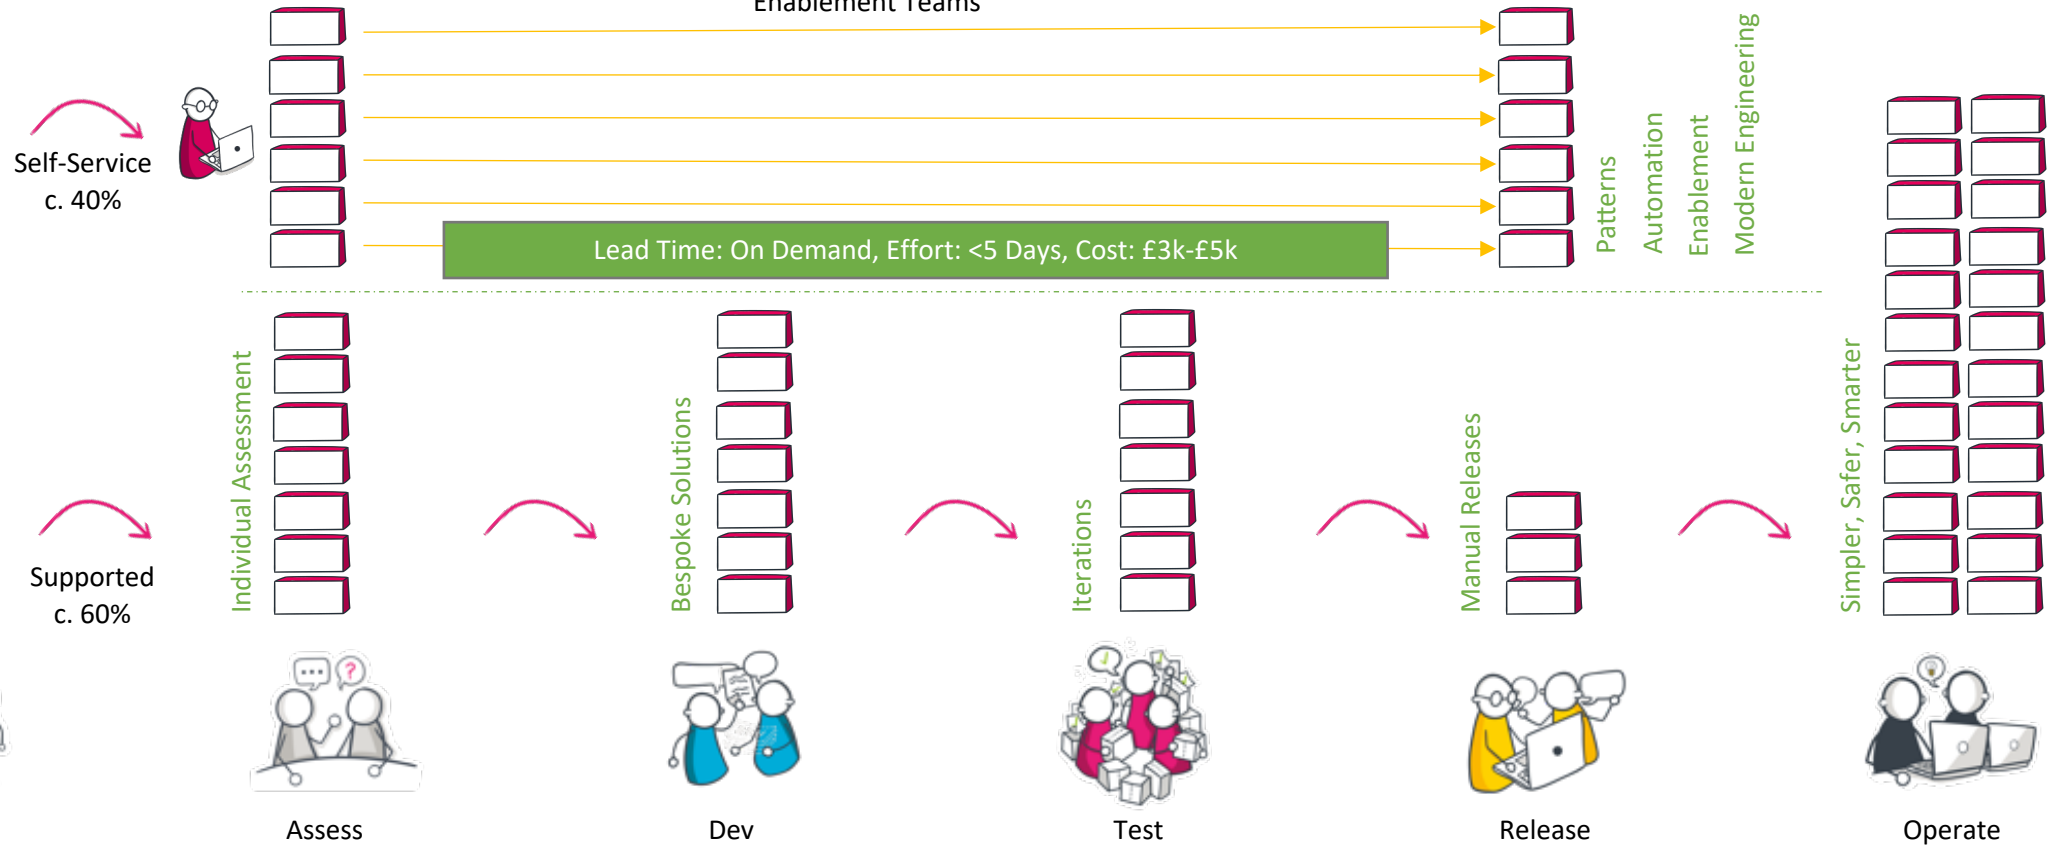 Enablement Teams
Self-Service
c. 40%
Lead Time: On Demand, Effort: <5 Days, Cost: £3k-£5k
Patterns
Automation
Enablement
Modern Engineering
Supported
c. 60%
Individual Assessment
Bespoke Solutions
Iterations
Manual Releases
Simpler, Safer, Smarter
...
?
Assess
Dev
Test
Release
Operate